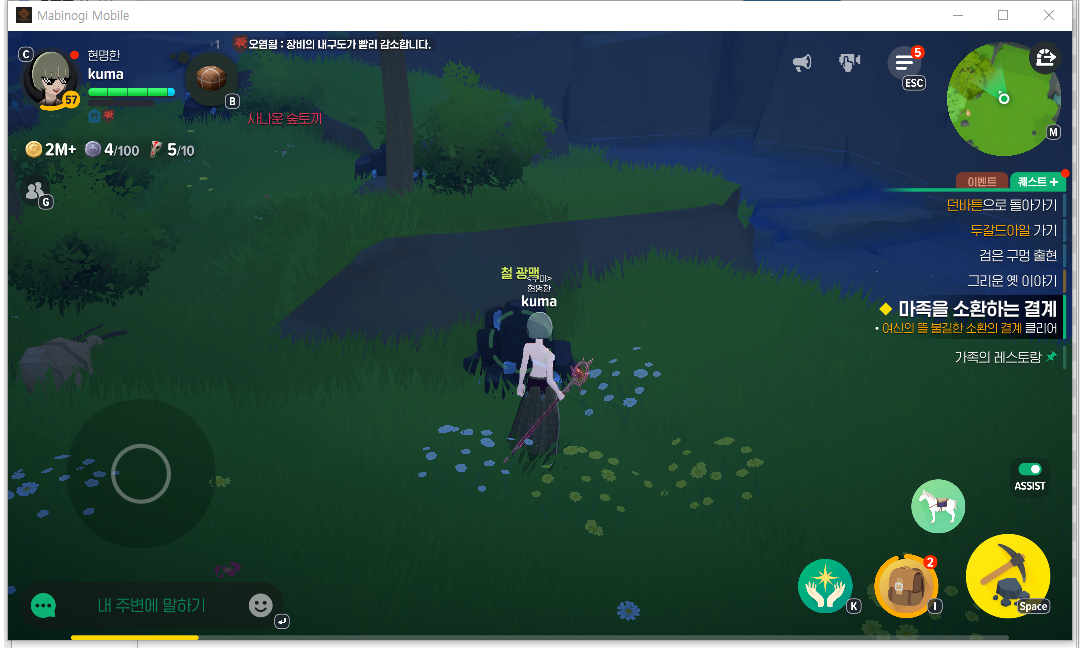 Mabinogi Mobile
C
현명한
kuma
57
+1
오염됨 : 장비의 내구도가 빨리 감소합니다.
B
사나운 숲토끼
5
ESC
M
2M+
4/100
5/10
G
이벤트
퀘스트 +
던바튼으로 돌아가기
두갈드아일 가기
검은 구멍 출현
그리운 옛 이야기
마족을 소환하는 결계
• 여신의 뜰 불길한 소환의 결계 클리어
가족의 레스토랑
철 광맥
현명한
kuma
ASSIST
내 주변에 말하기
K
2
I
Space